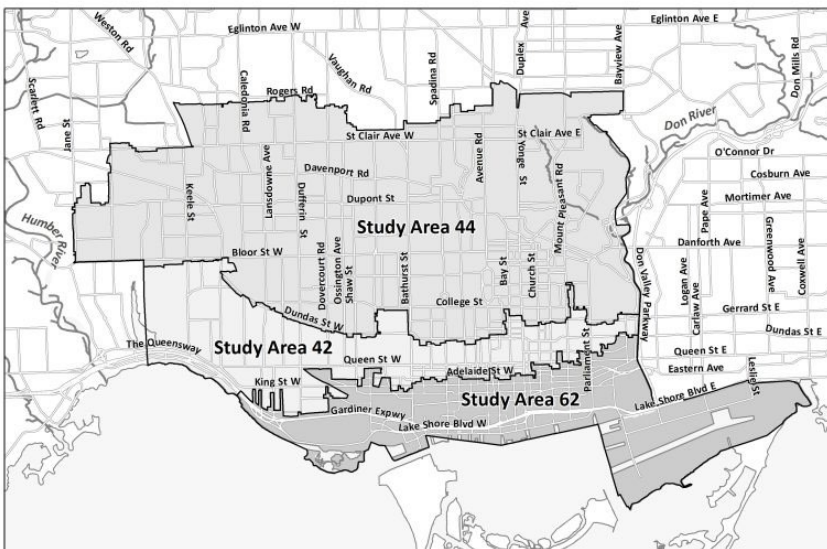 Eglinton Ave W
Eglinton Ave E
Weston Rd
Scarlett Rd
Jane St
Caledonia Rd
Vaughan Rd
Spadina Rd
Duplex Ave
Bayview Ave
Don Mills Rd
Rogers Rd
Don River
St Clair Ave W
St Clair Ave E
O'Connor Dr
Cosburn Ave
Mortimer Ave
Davenport Rd
Avenue Rd
Yonge St
Mount Pleasant Rd
Keele St
Lansdowne Ave
Dufferin St
Dupont St
Pape Ave
Greenwood Ave
Coxwell Ave
Study Area 44
Humber River
Danforth Ave
Bloor St W
Dovercourt Rd
Ossington Ave
Shaw St
Bathurst St
Bay St
Church St
Don Valley Parkway
Logan Ave
Carlaw Ave
College St
Gerrard St E
Dundas St W
Dundas St E
The Queensway
Study Area 42
Queen St W
Parliament St
Queen St E
Adelaide St W
Eastern Ave
King St W
Leslie St
Study Area 62
Lake Shore Blvd E
Gardiner Expwy
Lake Shore Blvd W